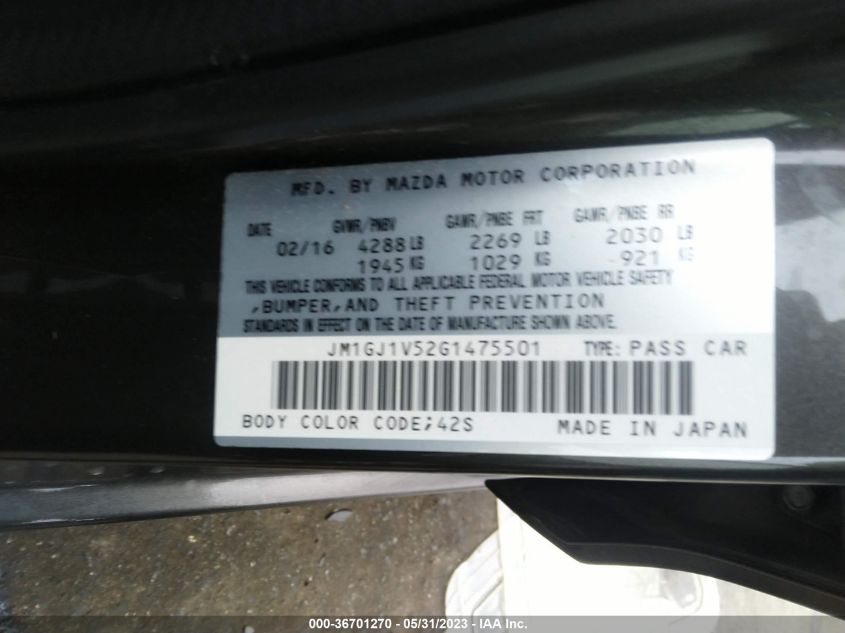 MFD. BY MAZDA MOTOR CORPORATION
DATE GVWR/PNBV GAWR/PNBE FRT GAWR/PNBE RR
02/16 4288 LB 2269 LB 2030 LB
1945 KG 1029 KG 921 KG
THIS VEHICLE CONFORMS TO ALL APPLICABLE FEDERAL MOTOR VEHICLE SAFETY
,BUMPER,AND THEFT PREVENTION
STANDARDS IN EFFECT ON THE DATE OF MANUFACTURE SHOWN ABOVE.
JM1GJ1V52G1475501 TYPE: PASS CAR
BODY COLOR CODE;42S MADE IN JAPAN
000-36701270 - 05/31/2023 - IAA Inc.